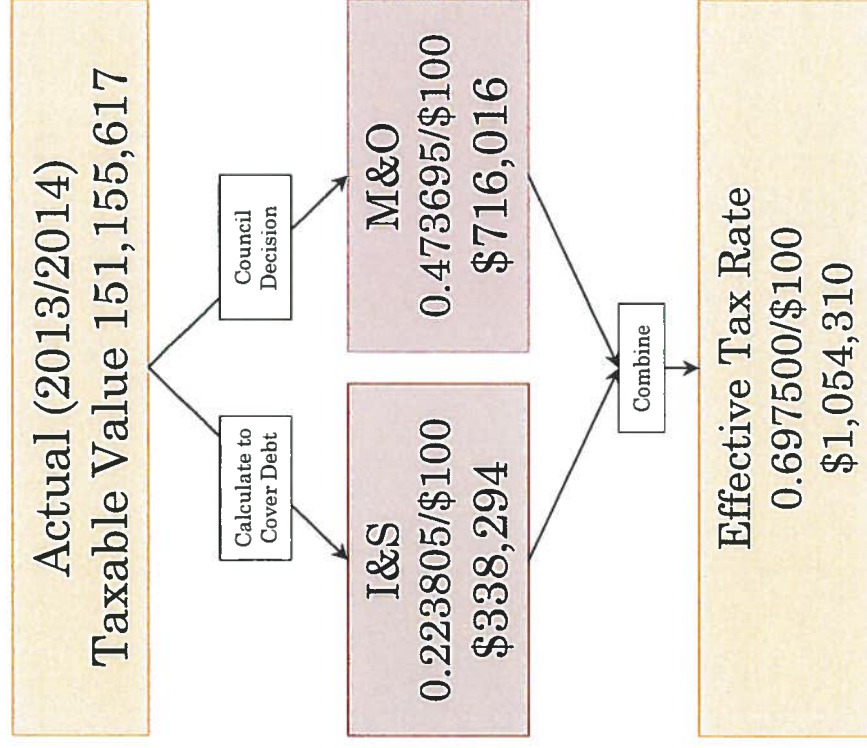 Actual (2013/2014)
Taxable Value 151,155,617
Calculate to
Cover Debt
Council
Decision
I&S
0.223805/$100
$338,294
M&O
0.473695/$100
$716,016
Combine
Effective Tax Rate
0.697500/$100
$1,054,310